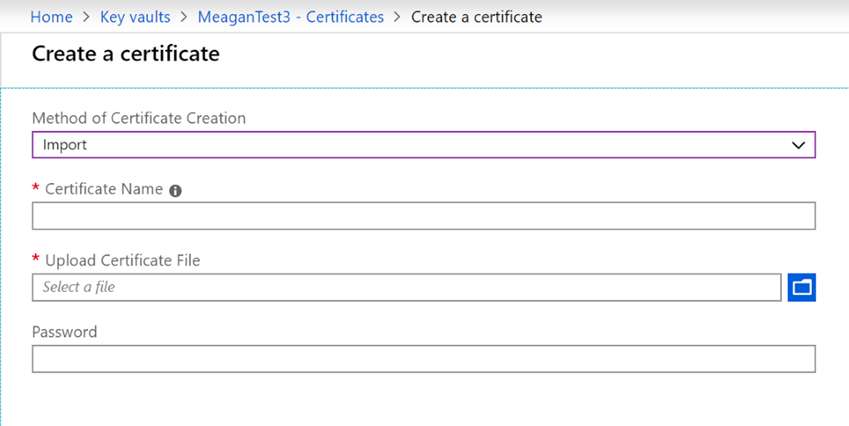 Home > Key vaults > MeaganTest3 - Certificates > Create a certificate
Create a certificate
Method of Certificate Creation
Import
* Certificate Name
* Upload Certificate File
Select a file
Password